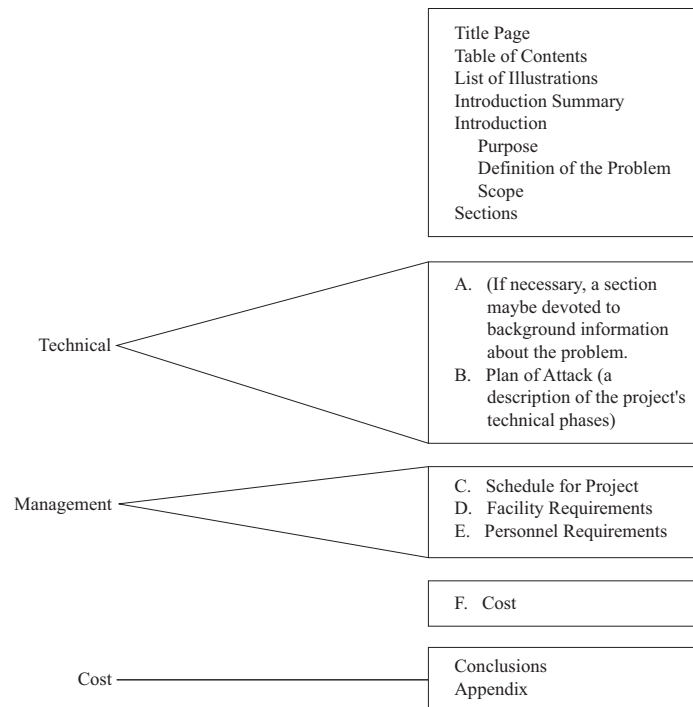 Title Page
Table of Contents
List of Illustrations
Introduction Summary
Introduction
Purpose
Definition of the Problem
Scope
Sections
Technical
A. (If necessary, a section
maybe devoted to
background information
about the problem.
B. Plan of Attack (a
description of the project's
technical phases)
Management
C. Schedule for Project
D. Facility Requirements
E. Personnel Requirements
F. Cost
Cost
Conclusions
Appendix